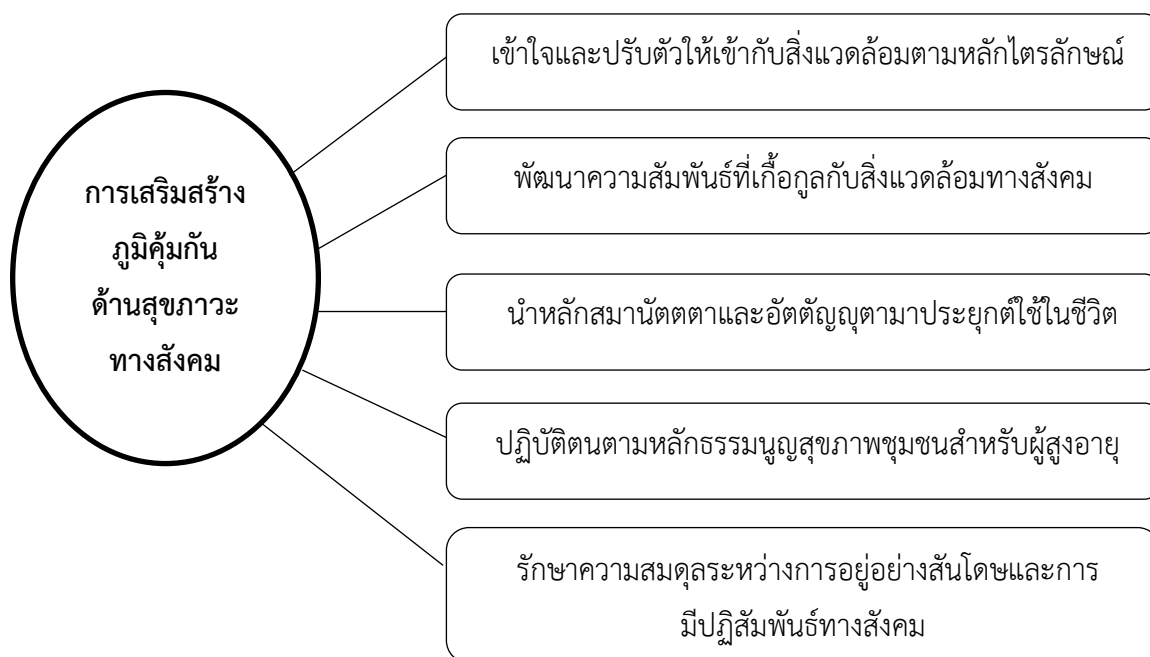 การเสริมสร้าง
ภูมิคุ้มกัน
ด้านสุขภาวะ
ทางสังคม
เข้าใจและปรับตัวให้เข้ากับสิ่งแวดล้อมตามหลักไตรลักษณ์
พัฒนาความสัมพันธ์ที่เกื้อกูลกับสิ่งแวดล้อมทางสังคม
นำหลักสมานัตตตาและอัตตัญญุตามาประยุกต์ใช้ในชีวิต
ปฏิบัติตนตามหลักธรรมนูญสุขภาพชุมชนสำหรับผู้สูงอายุ
รักษาความสมดุลระหว่างการอยู่อย่างสันโดษและการ
มีปฏิสัมพันธ์ทางสังคม